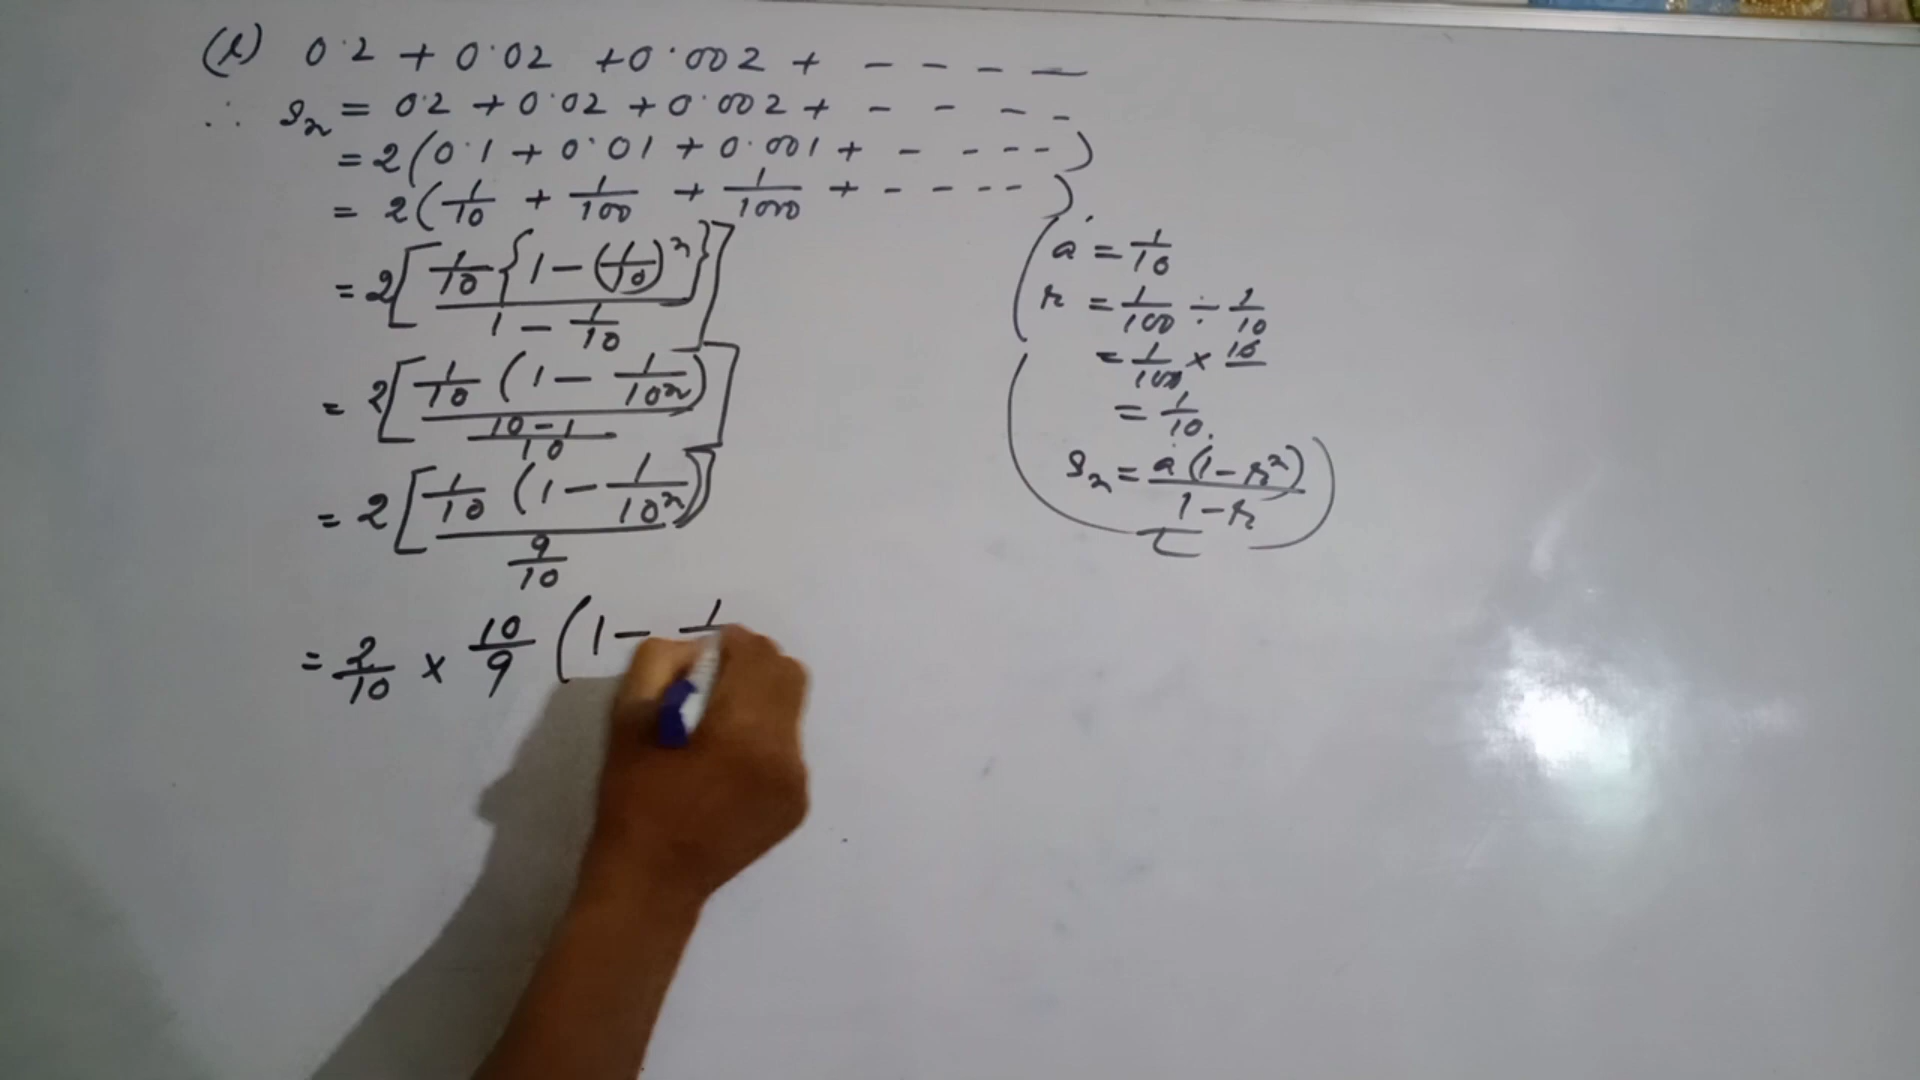 (i) 0.2 + 0.02 + 0.002 + - - - -
∴ Sn = 0.2 + 0.02 + 0.002 + - - - -
= 2(0.1 + 0.01 + 0.001 + - - - - -)
= 2(1/10 + 1/100 + 1/1000 + - - - - -)
= 2[1/10{1 - (1/10)^n} / (1 - 1/10)]
= 2[1/10 (1 - 1/10^n) / ((10 - 1)/10)]
= 2[1/10 (1 - 1/10^n) / (9/10)]
= 2/10 × 10/9 (1 - 1
a = 1/10
r = 1/100 ÷ 1/10
= 1/100 × 10
= 1/10.
Sn = a(1 - r^n) / (1 - r)